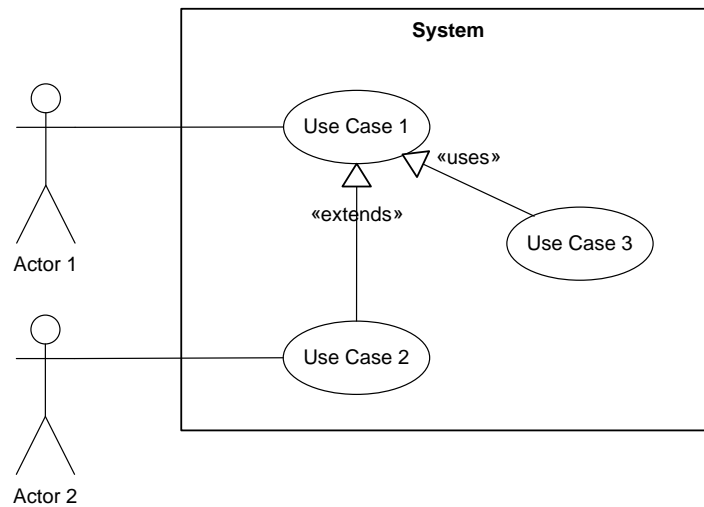 System
Use Case 1
«uses»
«extends»
Use Case 3
Actor 1
Use Case 2
Actor 2